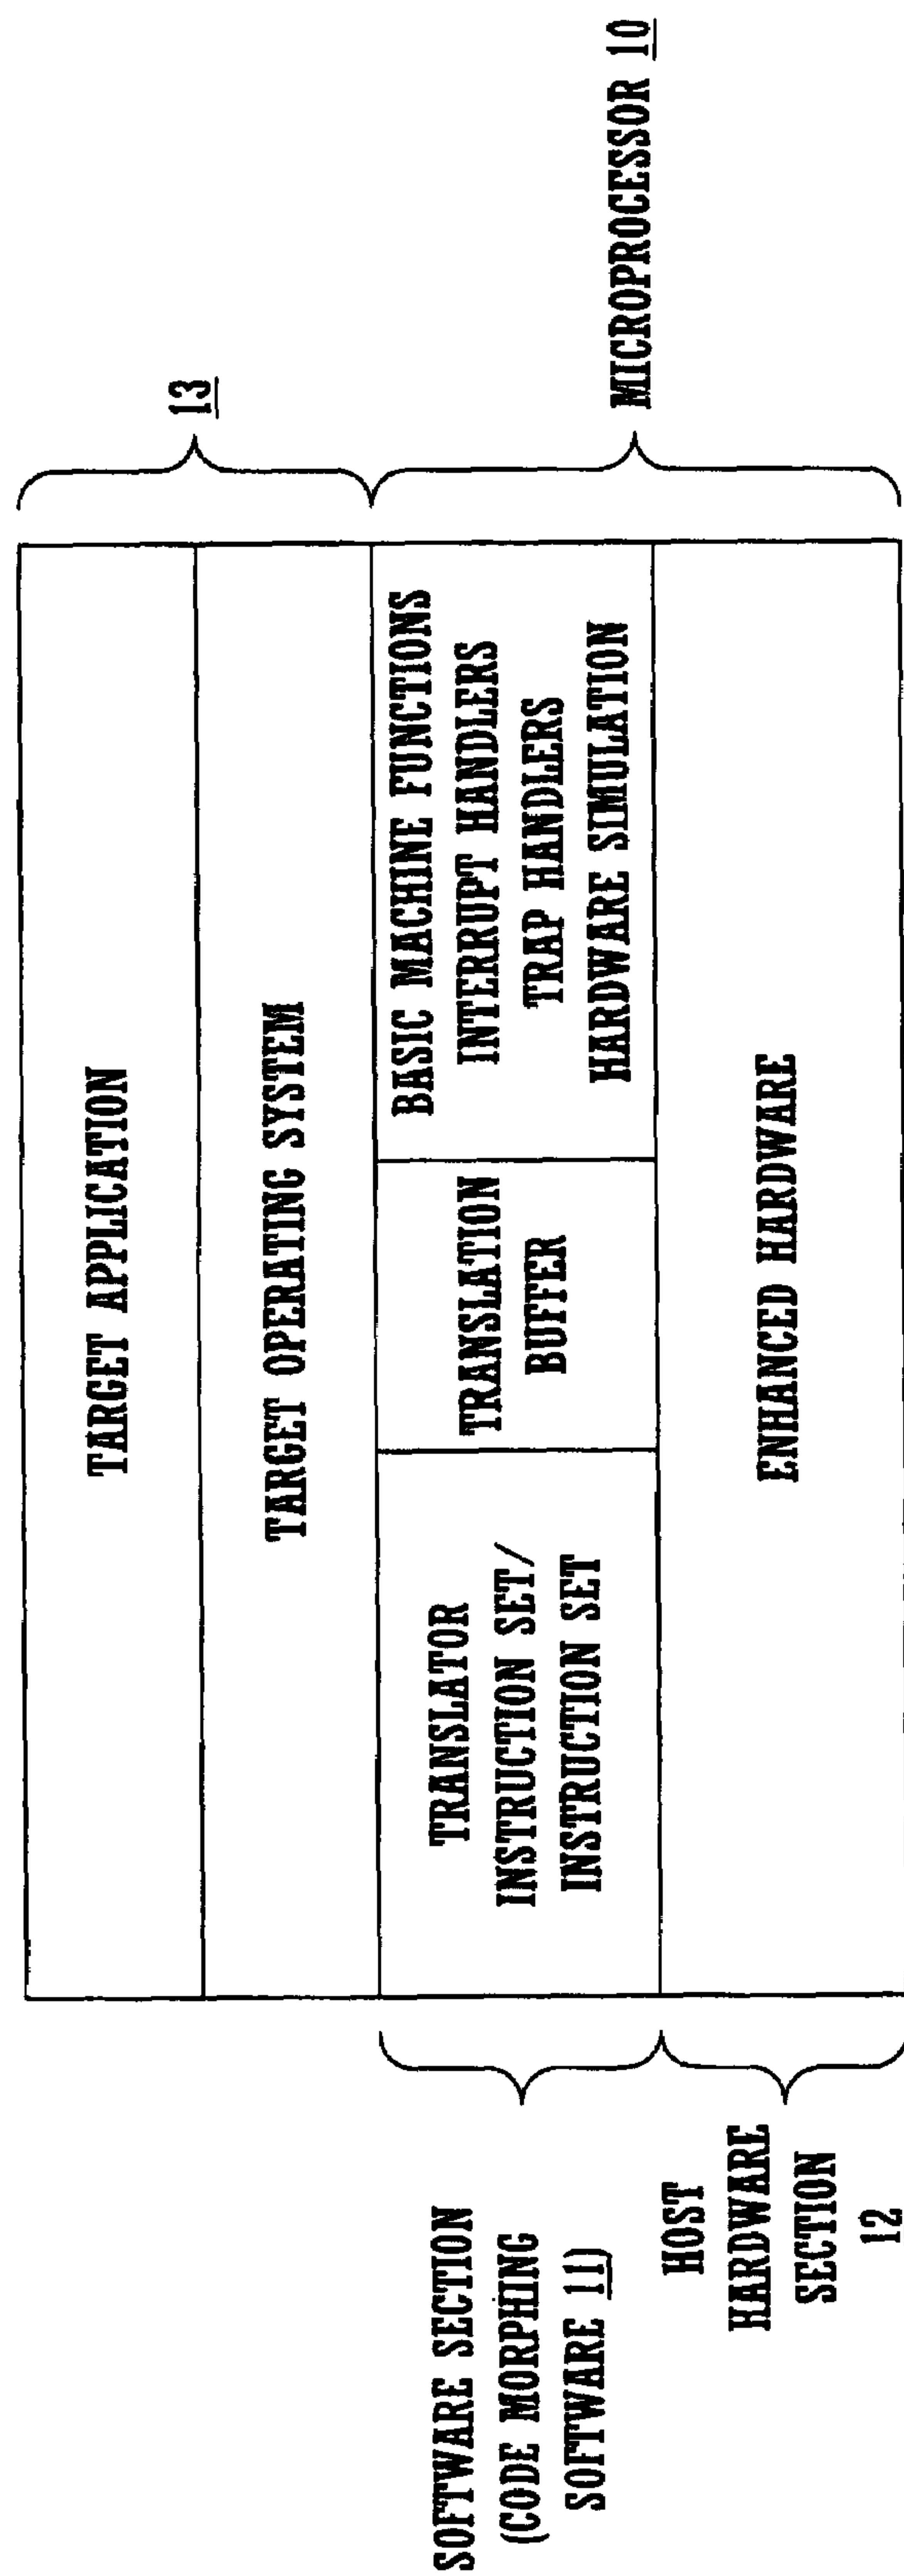 TARGET APPLICATION
TARGET OPERATING SYSTEM
13
SOFTWARE SECTION
(CODE MORPHING
SOFTWARE 11)
TRANSLATOR
INSTRUCTION SET/
INSTRUCTION SET
TRANSLATION
BUFFER
BASIC MACHINE FUNCTIONS
INTERRUPT HANDLERS
TRAP HANDLERS
HARDWARE SIMULATION
MICROPROCESSOR 10
HOST
HARDWARE
SECTION
12
ENHANCED HARDWARE